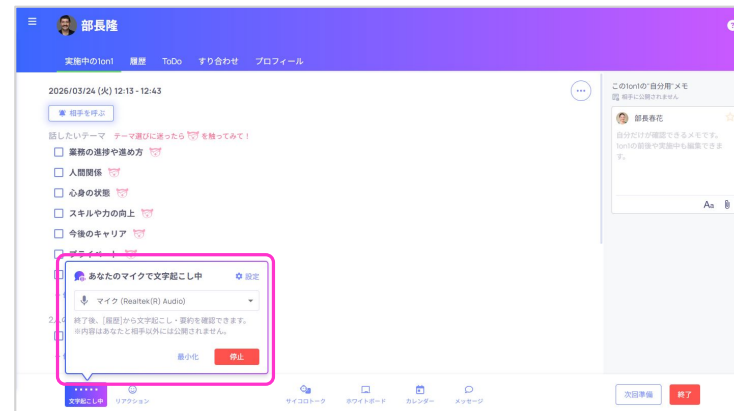 部長隆
実施中の1on1 履歴 ToDo すり合わせ プロフィール
2026/03/24 (火) 12:13 - 12:43
相手を呼ぶ
話したいテーマ テーマ選びに迷ったら を触ってみて！
業務の進捗や進め方
人間関係
心身の状態
スキルや力の向上
今後のキャリア
プライベート
あなたのマイクで文字起こし中 設定
マイク (Realtek(R) Audio)
終了後、[履歴]から文字起こし・要約を確認できます。
※内容はあなたと相手以外には公開されません。
最小化 停止
この1on1の"自分用"メモ
相手に公開されません
部長春花
自分だけが確認できるメモです。
1on1の前後や実施中も編集できま
す。
Aa
文字起こし中 リアクション サイコロトーク ホワイトボード カレンダー メッセージ 次回準備 終了